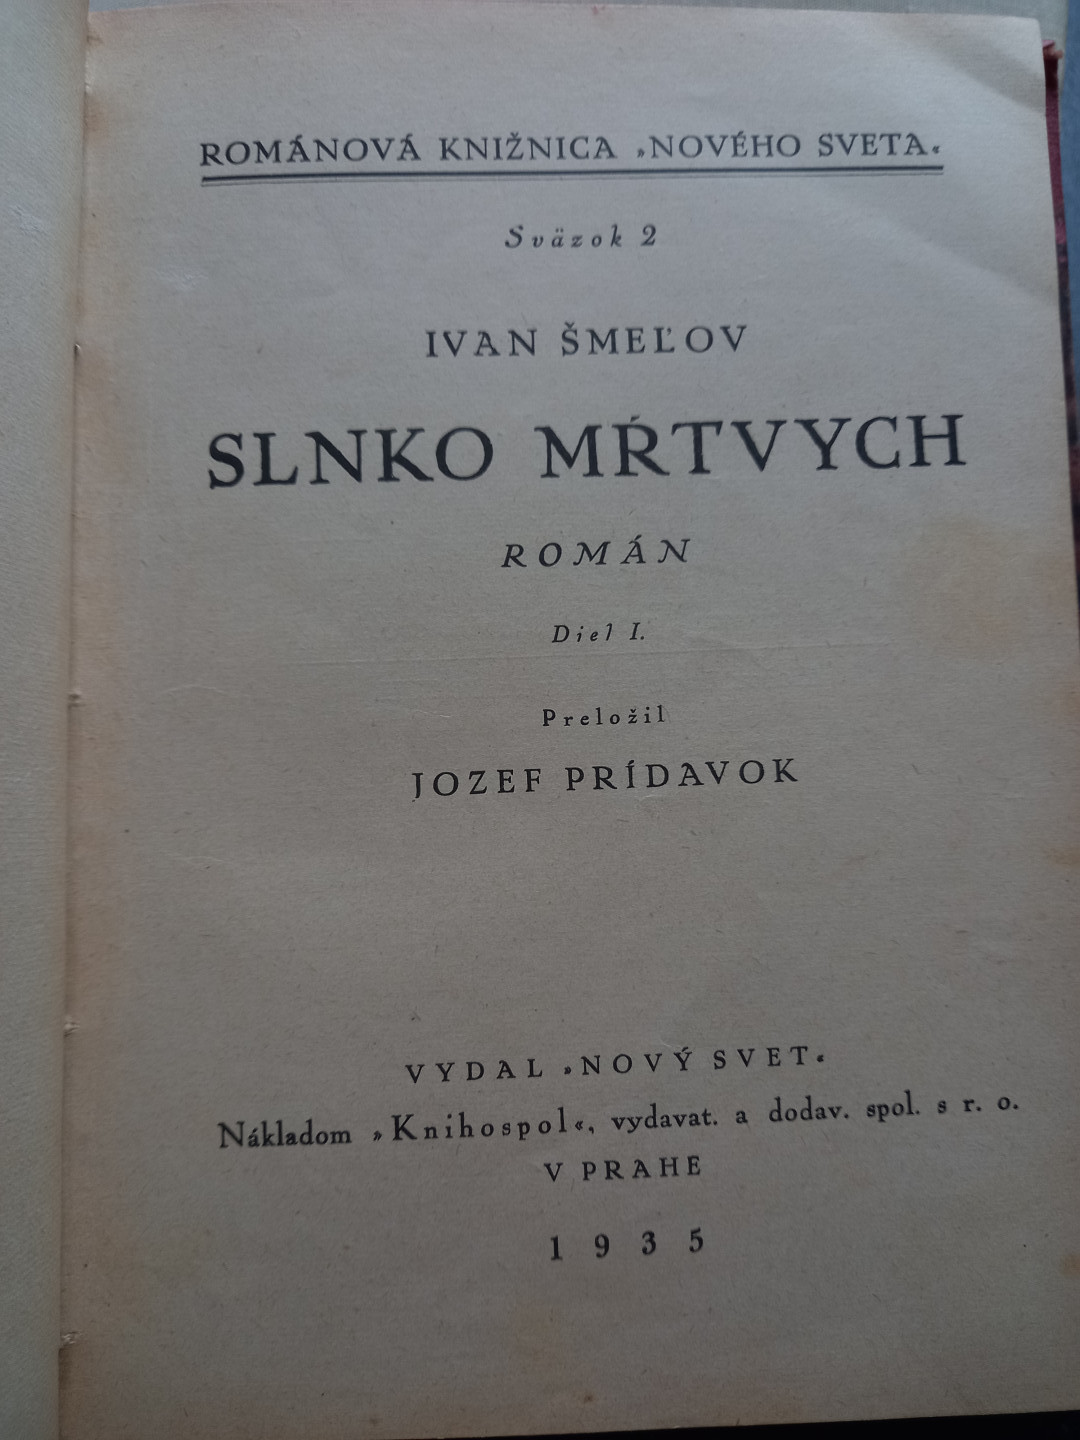 ROMÁNOVÁ KNIŽNICA »NOVÉHO SVETA«
Sväzok 2
IVAN ŠMEĽOV
SLNKO MŔTVYCH
ROMÁN
Diel I.
Preložil
JOZEF PRÍDAVOK
VYDAL »NOVÝ SVET«
Nákladom »Knihospol«, vydavat. a dodav. spol. s r. o.
V PRAHE
1935